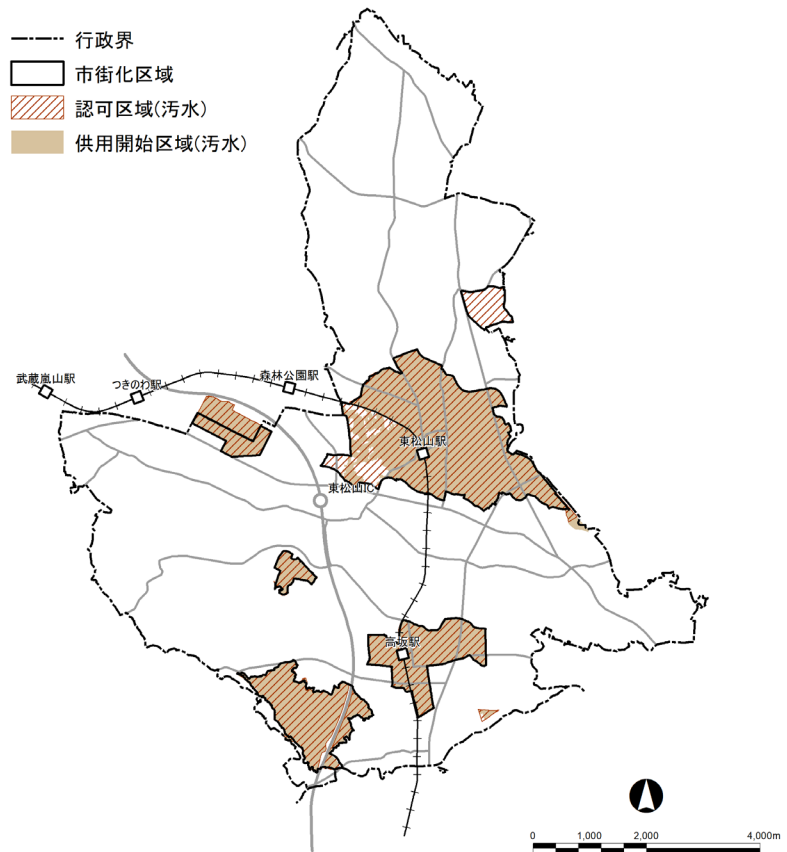 行政界
市街化区域
認可区域(汚水)
供用開始区域(汚水)
武蔵嵐山駅
つきのわ駅
森林公園駅
東松山駅
東松山IC
高坂駅
0 1,000 2,000 4,000m